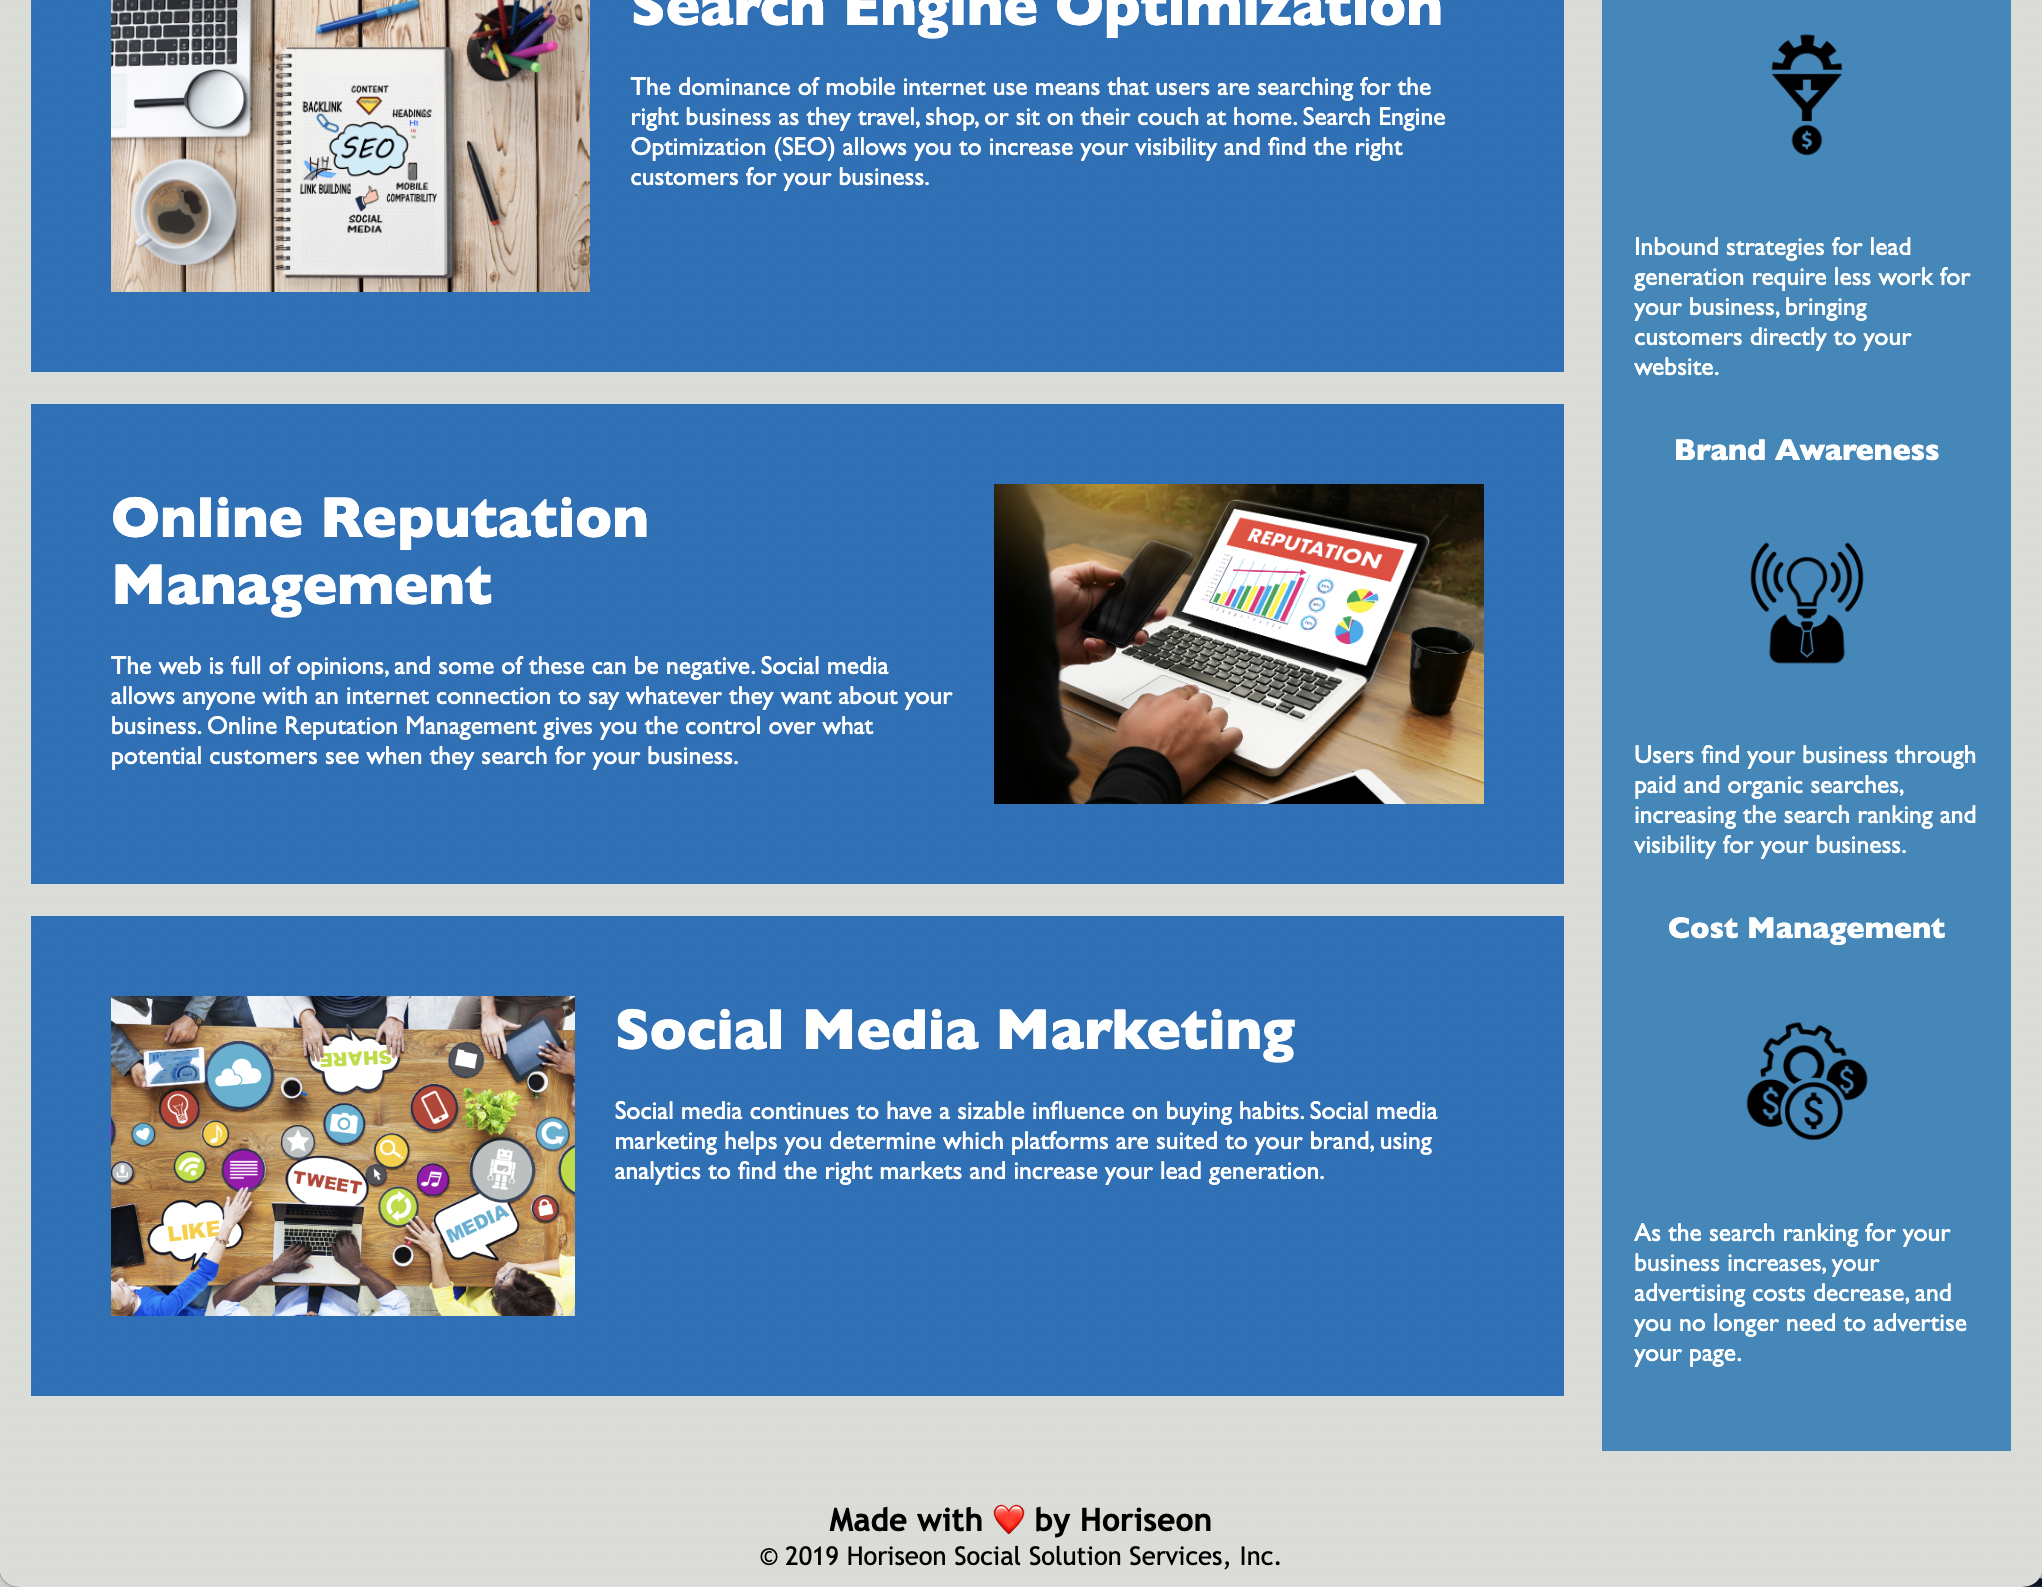 Search Engine Optimization
The dominance of mobile internet use means that users are searching for the
right business as they travel, shop, or sit on their couch at home. Search Engine
Optimization (SEO) allows you to increase your visibility and find the right
customers for your business.
CONTENT
BACKLINK
HEADINGS
H1
SEO
LINK BUILDING
MOBILE
COMPATIBILITY
SOCIAL
MEDIA
Online Reputation
Management
The web is full of opinions, and some of these can be negative. Social media
allows anyone with an internet connection to say whatever they want about your
business. Online Reputation Management gives you the control over what
potential customers see when they search for your business.
REPUTATION
SHARE
TWEET
LIKE
MEDIA
Social Media Marketing
Social media continues to have a sizable influence on buying habits. Social media
marketing helps you determine which platforms are suited to your brand, using
analytics to find the right markets and increase your lead generation.
$
Inbound strategies for lead
generation require less work for
your business, bringing
customers directly to your
website.
Brand Awareness
Users find your business through
paid and organic searches,
increasing the search ranking and
visibility for your business.
Cost Management
$
$
$
As the search ranking for your
business increases, your
advertising costs decrease, and
you no longer need to advertise
your page.
Made with ❤️ by Horiseon
© 2019 Horiseon Social Solution Services, Inc.